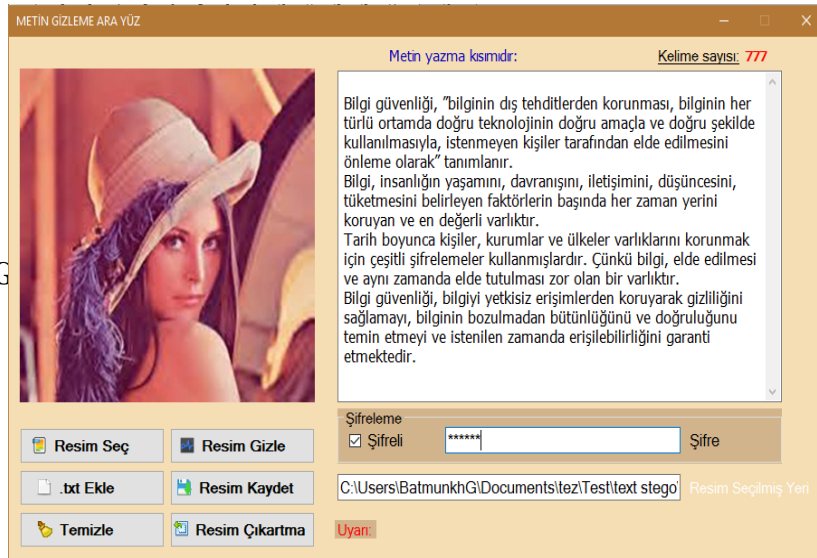 METİN GİZLEME ARA YÜZ
Metin yazma kısmıdır:
Kelime sayısı: 777
Bilgi güvenliği, ”bilginin dış tehditlerden korunması, bilginin her
türlü ortamda doğru teknolojinin doğru amaçla ve doğru şekilde
kullanılmasıyla, istenmeyen kişiler tarafından elde edilmesini
önleme olarak” tanımlanır.
Bilgi, insanlığın yaşamını, davranışını, iletişimini, düşüncesini,
tüketmesini belirleyen faktörlerin başında her zaman yerini
koruyan ve en değerli varlıktır.
Tarih boyunca kişiler, kurumlar ve ülkeler varlıklarını korunmak
için çeşitli şifrelemeler kullanmışlardır. Çünkü bilgi, elde edilmesi
ve aynı zamanda elde tutulması zor olan bir varlıktır.
Bilgi güvenliği, bilgiyi yetkisiz erişimlerden koruyarak gizliliğini
sağlamayı, bilginin bozulmadan bütünlüğünü ve doğruluğunu
temin etmeyi ve istenilen zamanda erişilebilirliğini garanti
etmektedir.
Şifreleme
Şifreli
******
Şifre
Resim Seç
Resim Gizle
.txt Ekle
Resim Kaydet
C:\Users\BatmunkhG\Documents\tez\Test\text stego\
Resim Seçilmiş Yeri
Temizle
Resim Çıkartma
Uyarı: